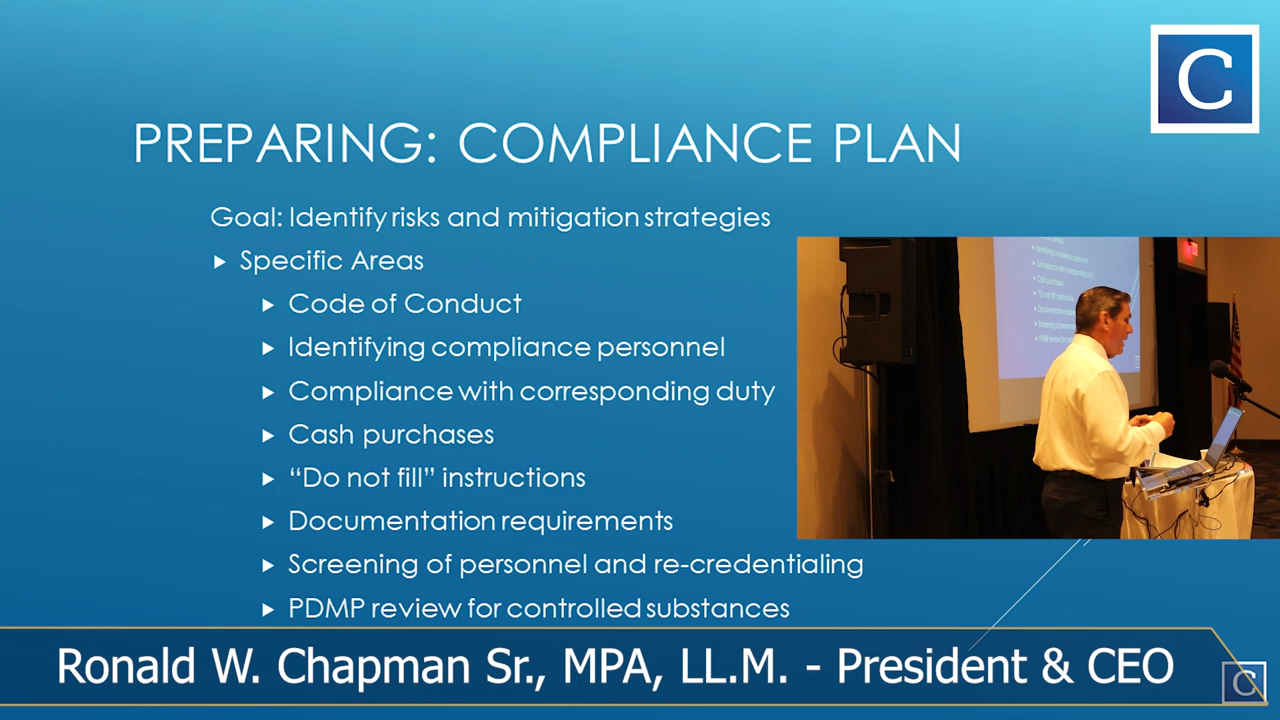 C
PREPARING: COMPLIANCE PLAN
Goal: Identify risks and mitigation strategies
Specific Areas
Code of Conduct
Identifying compliance personnel
Compliance with corresponding duty
Cash purchases
“Do not fill” instructions
Documentation requirements
Screening of personnel and re-credentialing
PDMP review for controlled substances
Ronald W. Chapman Sr., MPA, LL.M. - President & CEO
C